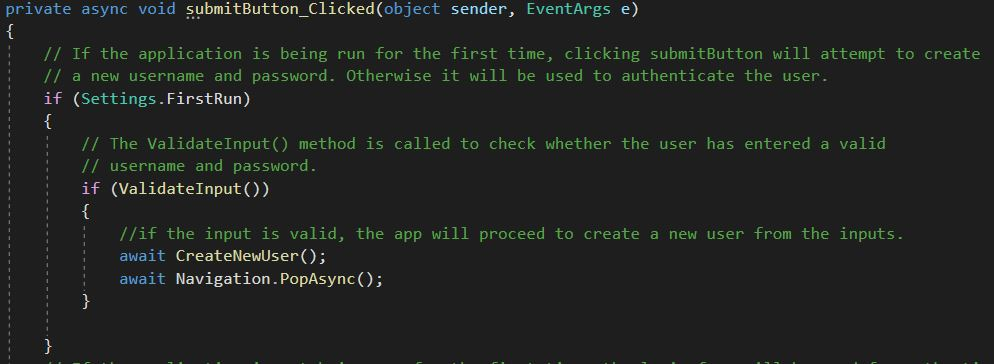 private async void submitButton_Clicked(object sender, EventArgs e)
{
// If the application is being run for the first time, clicking submitButton will attempt to create
// a new username and password. Otherwise it will be used to authenticate the user.
if (Settings.FirstRun)
{
// The ValidateInput() method is called to check whether the user has entered a valid
// username and password.
if (ValidateInput())
{
//if the input is valid, the app will proceed to create a new user from the inputs.
await CreateNewUser();
await Navigation.PopAsync();
}
}